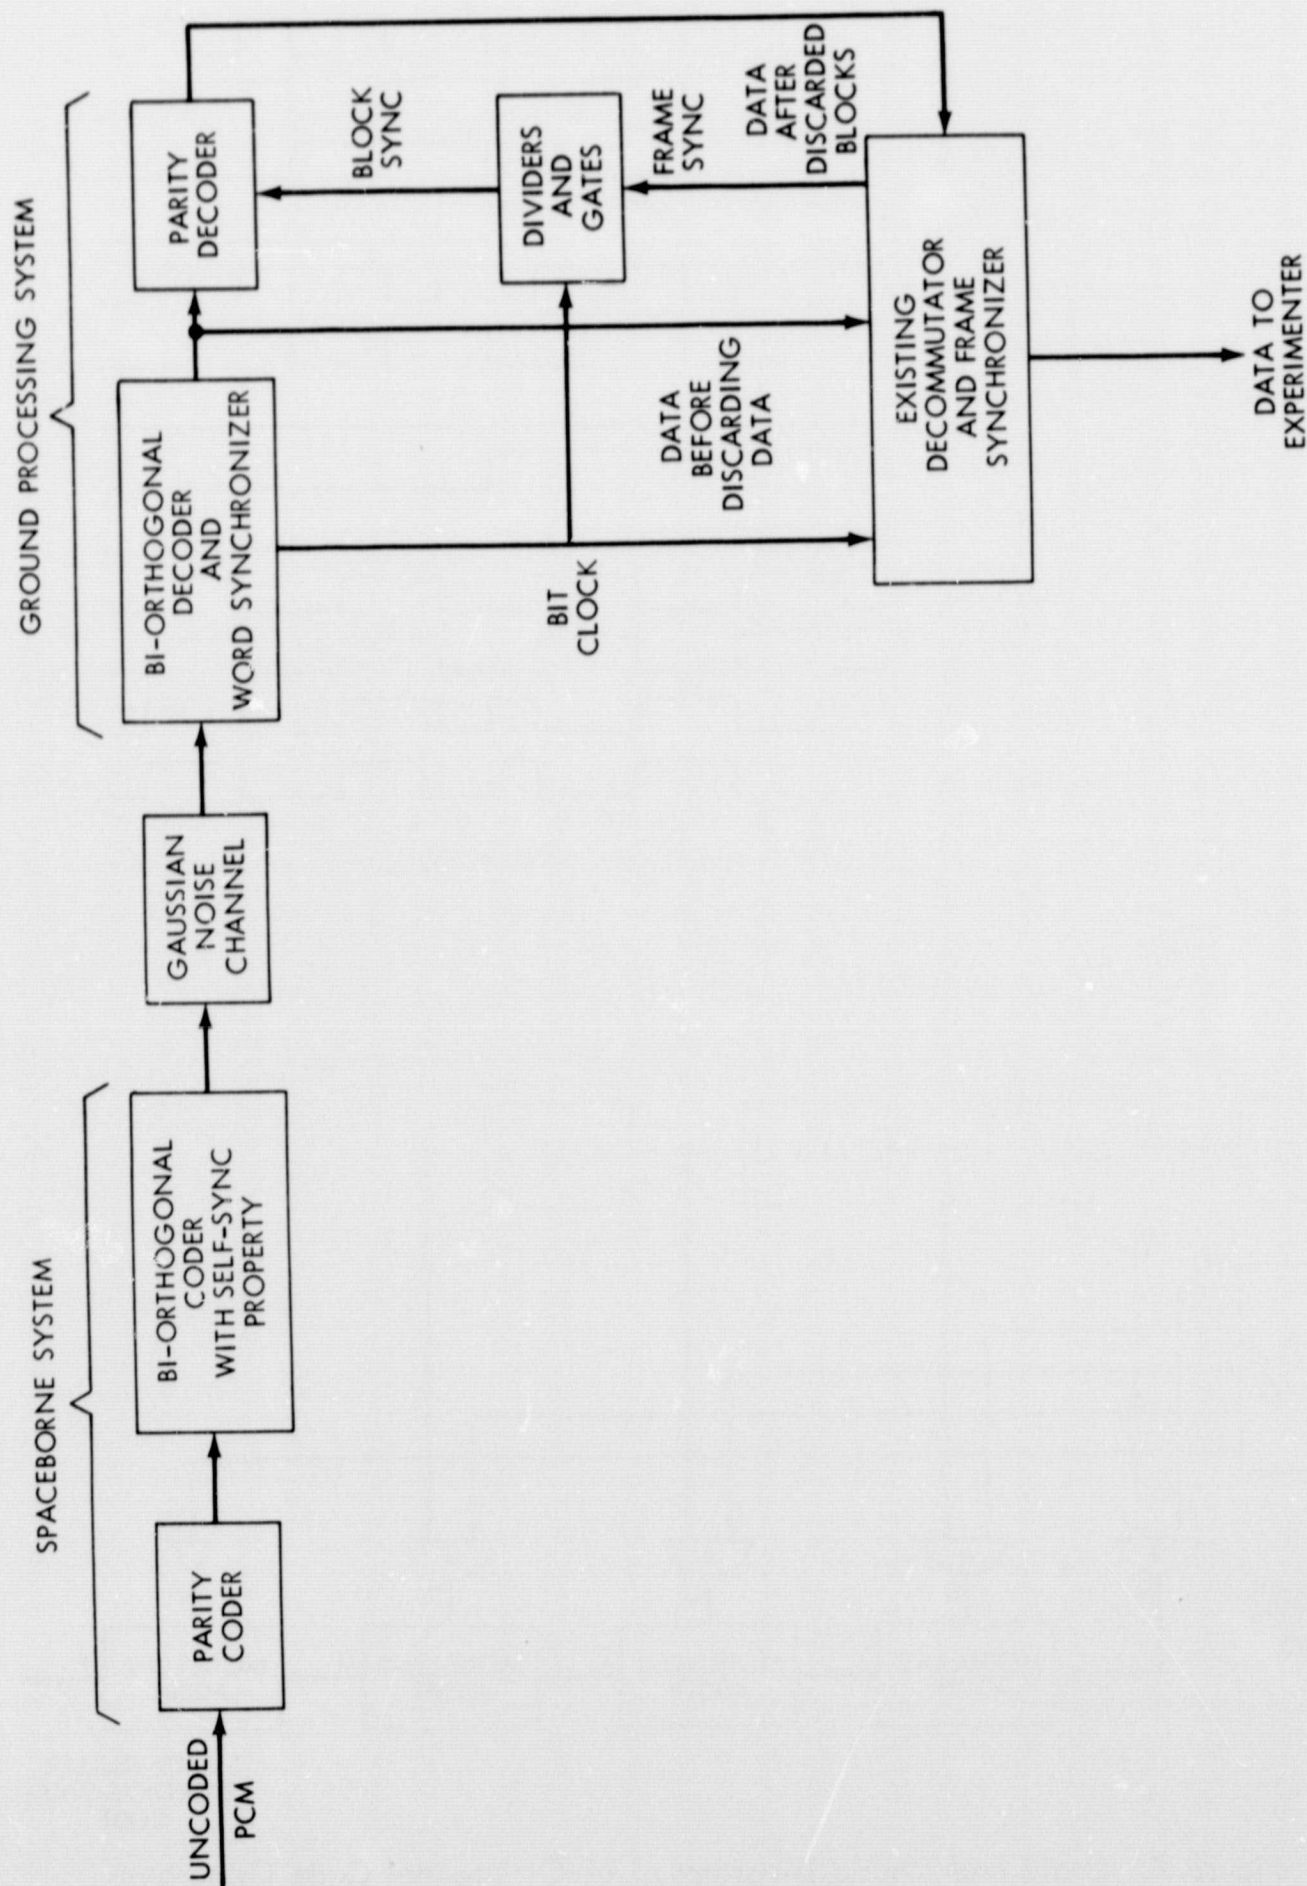 SPACEBORNE SYSTEM
GROUND PROCESSING SYSTEM
UNCODED
PCM
PARITY
CODER
BI-ORTHOGONAL
CODER
WITH SELF-SYNC
PROPERTY
GAUSSIAN
NOISE
CHANNEL
BI-ORTHOGONAL
DECODER
AND
WORD SYNCHRONIZER
PARITY
DECODER
BLOCK
SYNC
DIVIDERS
AND
GATES
FRAME
SYNC
DATA
AFTER
DISCARDED
BLOCKS
BIT
CLOCK
DATA
BEFORE
DISCARDING
DATA
EXISTING
DECOMMUTATOR
AND FRAME
SYNCHRONIZER
DATA TO
EXPERIMENTER